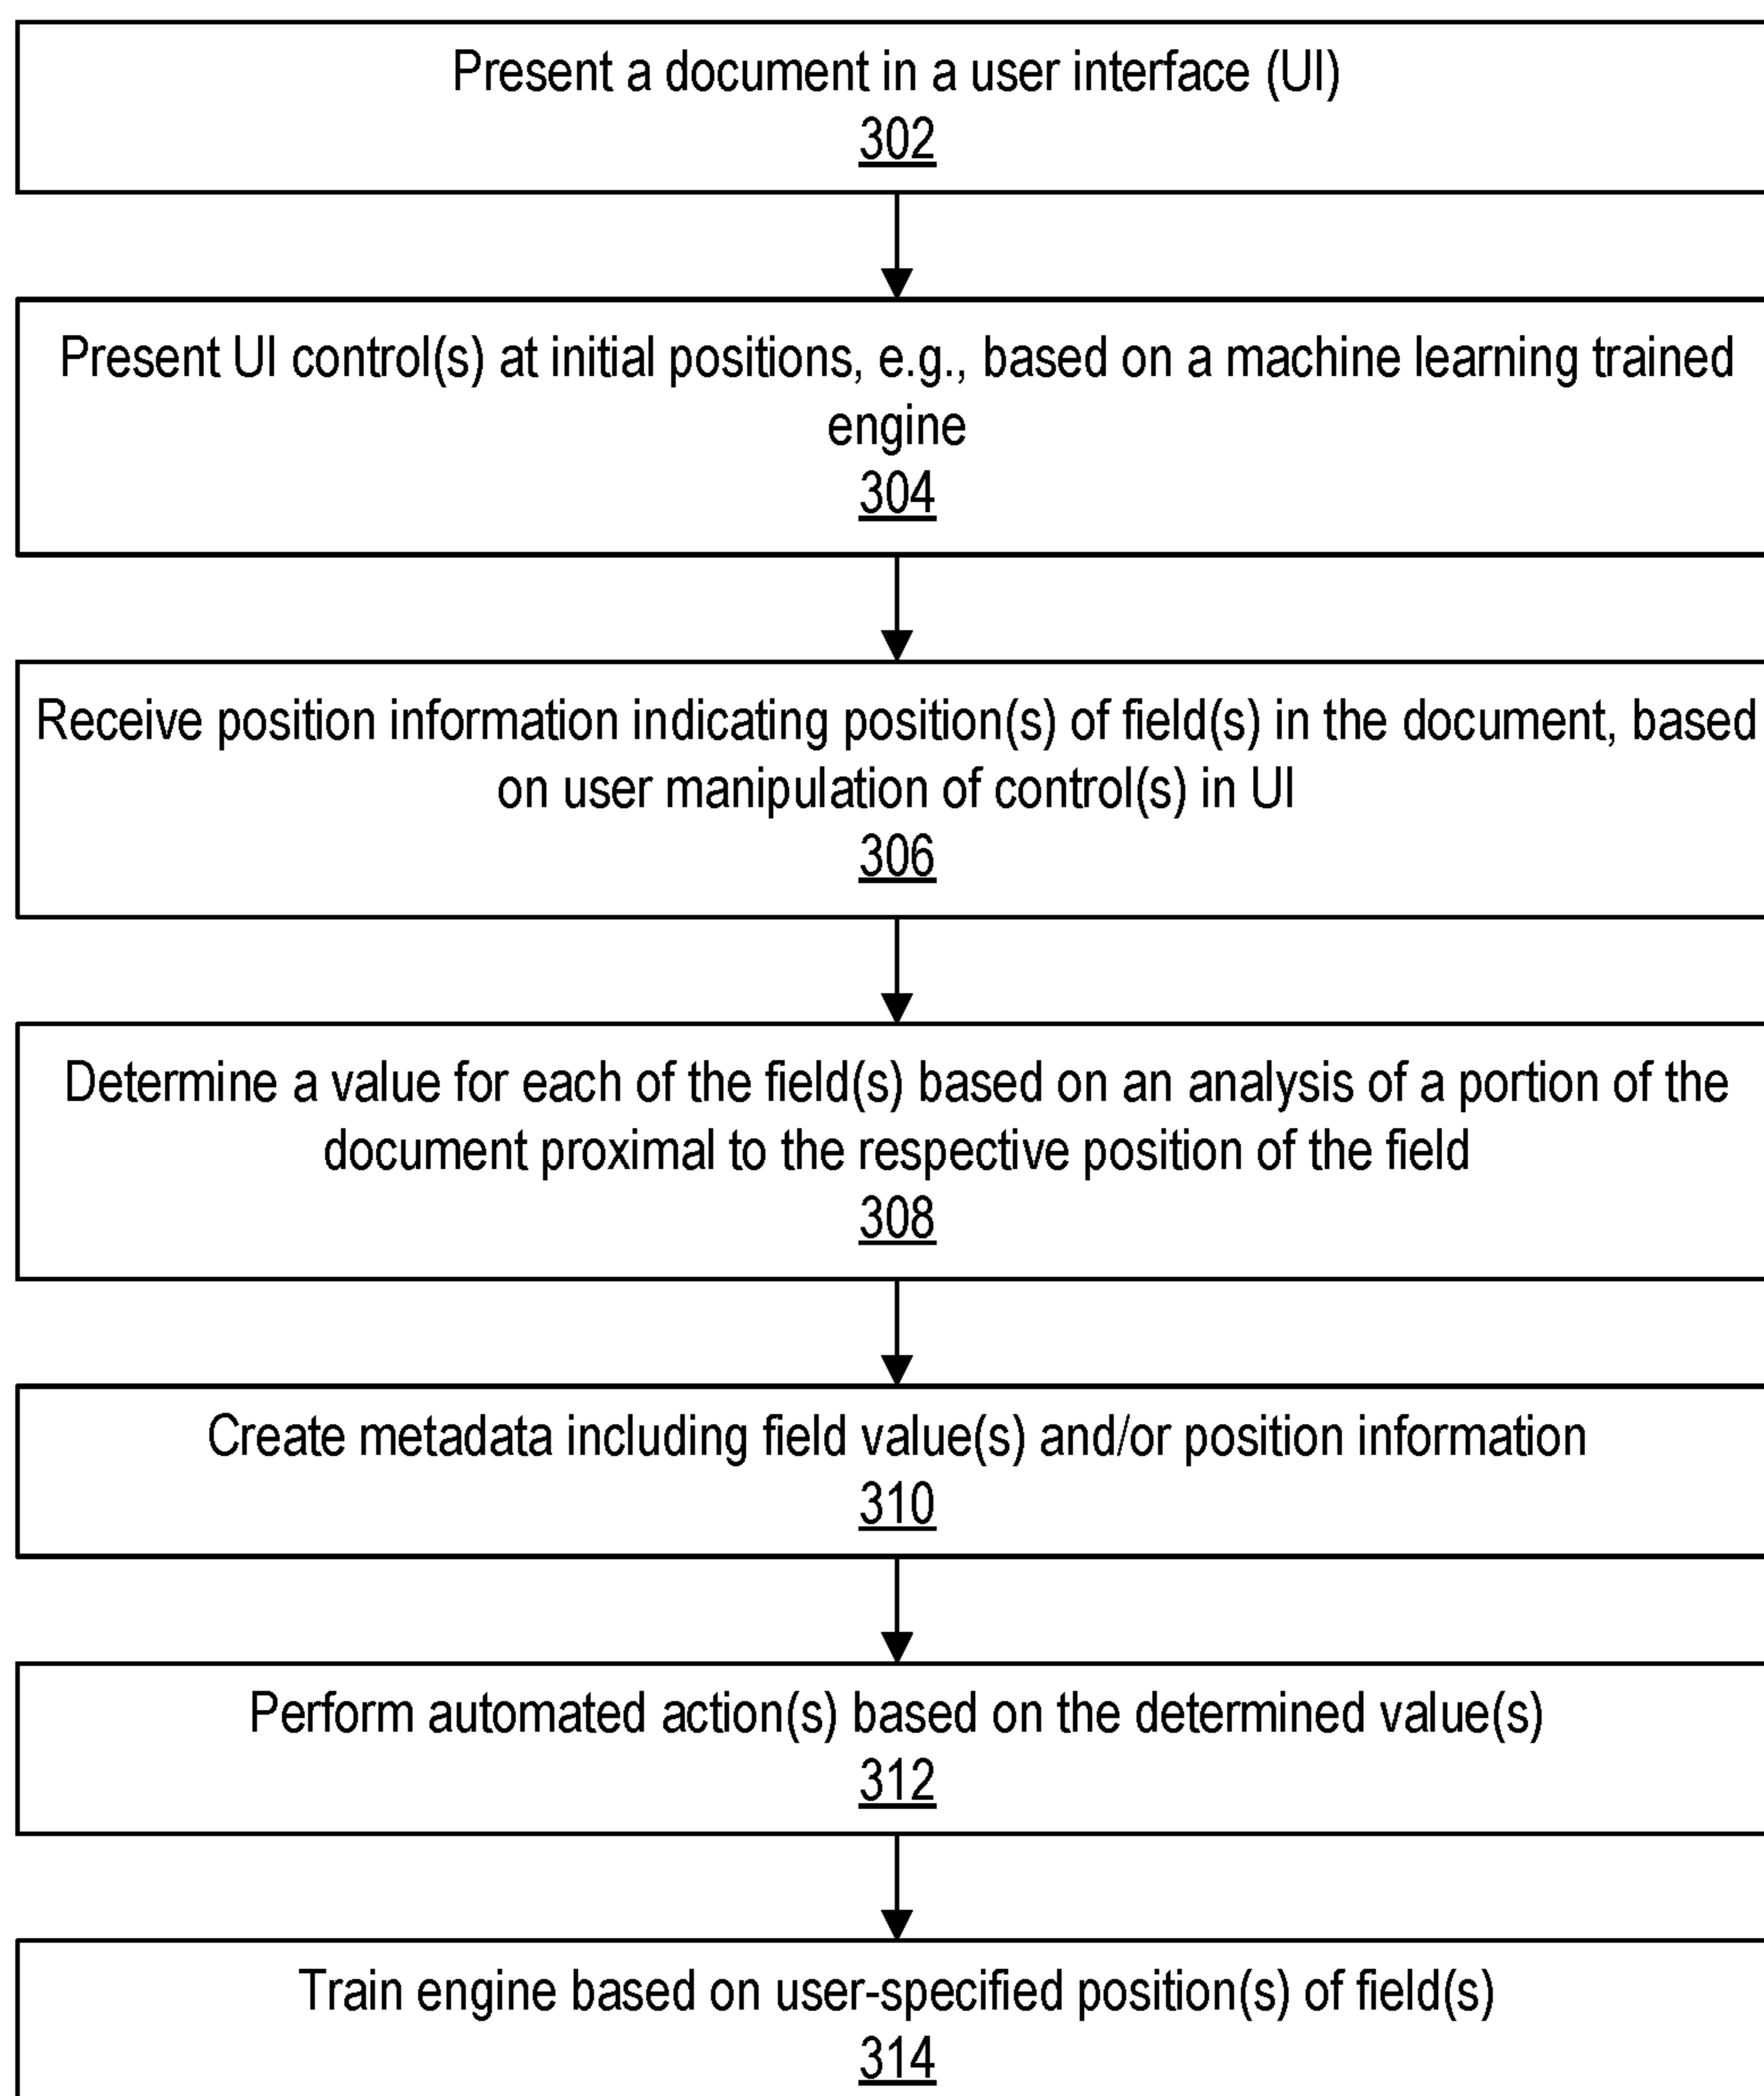 Present a document in a user interface (UI)
302
Present UI control(s) at initial positions, e.g., based on a machine learning trained
engine
304
Receive position information indicating position(s) of field(s) in the document, based
on user manipulation of control(s) in UI
306
Determine a value for each of the field(s) based on an analysis of a portion of the
document proximal to the respective position of the field
308
Create metadata including field value(s) and/or position information
310
Perform automated action(s) based on the determined value(s)
312
Train engine based on user-specified position(s) of field(s)
314